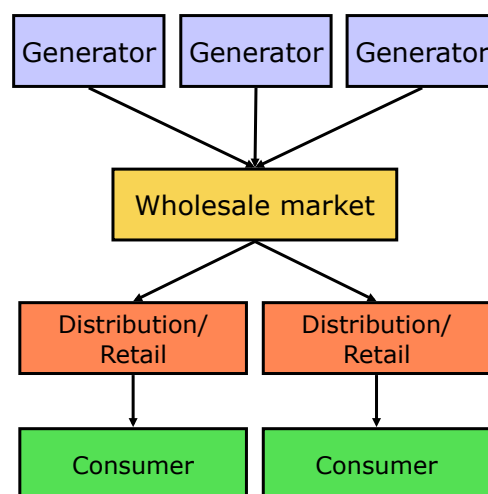 Generator
Generator
Generator
Wholesale market
Distribution/
Retail
Distribution/
Retail
Consumer
Consumer